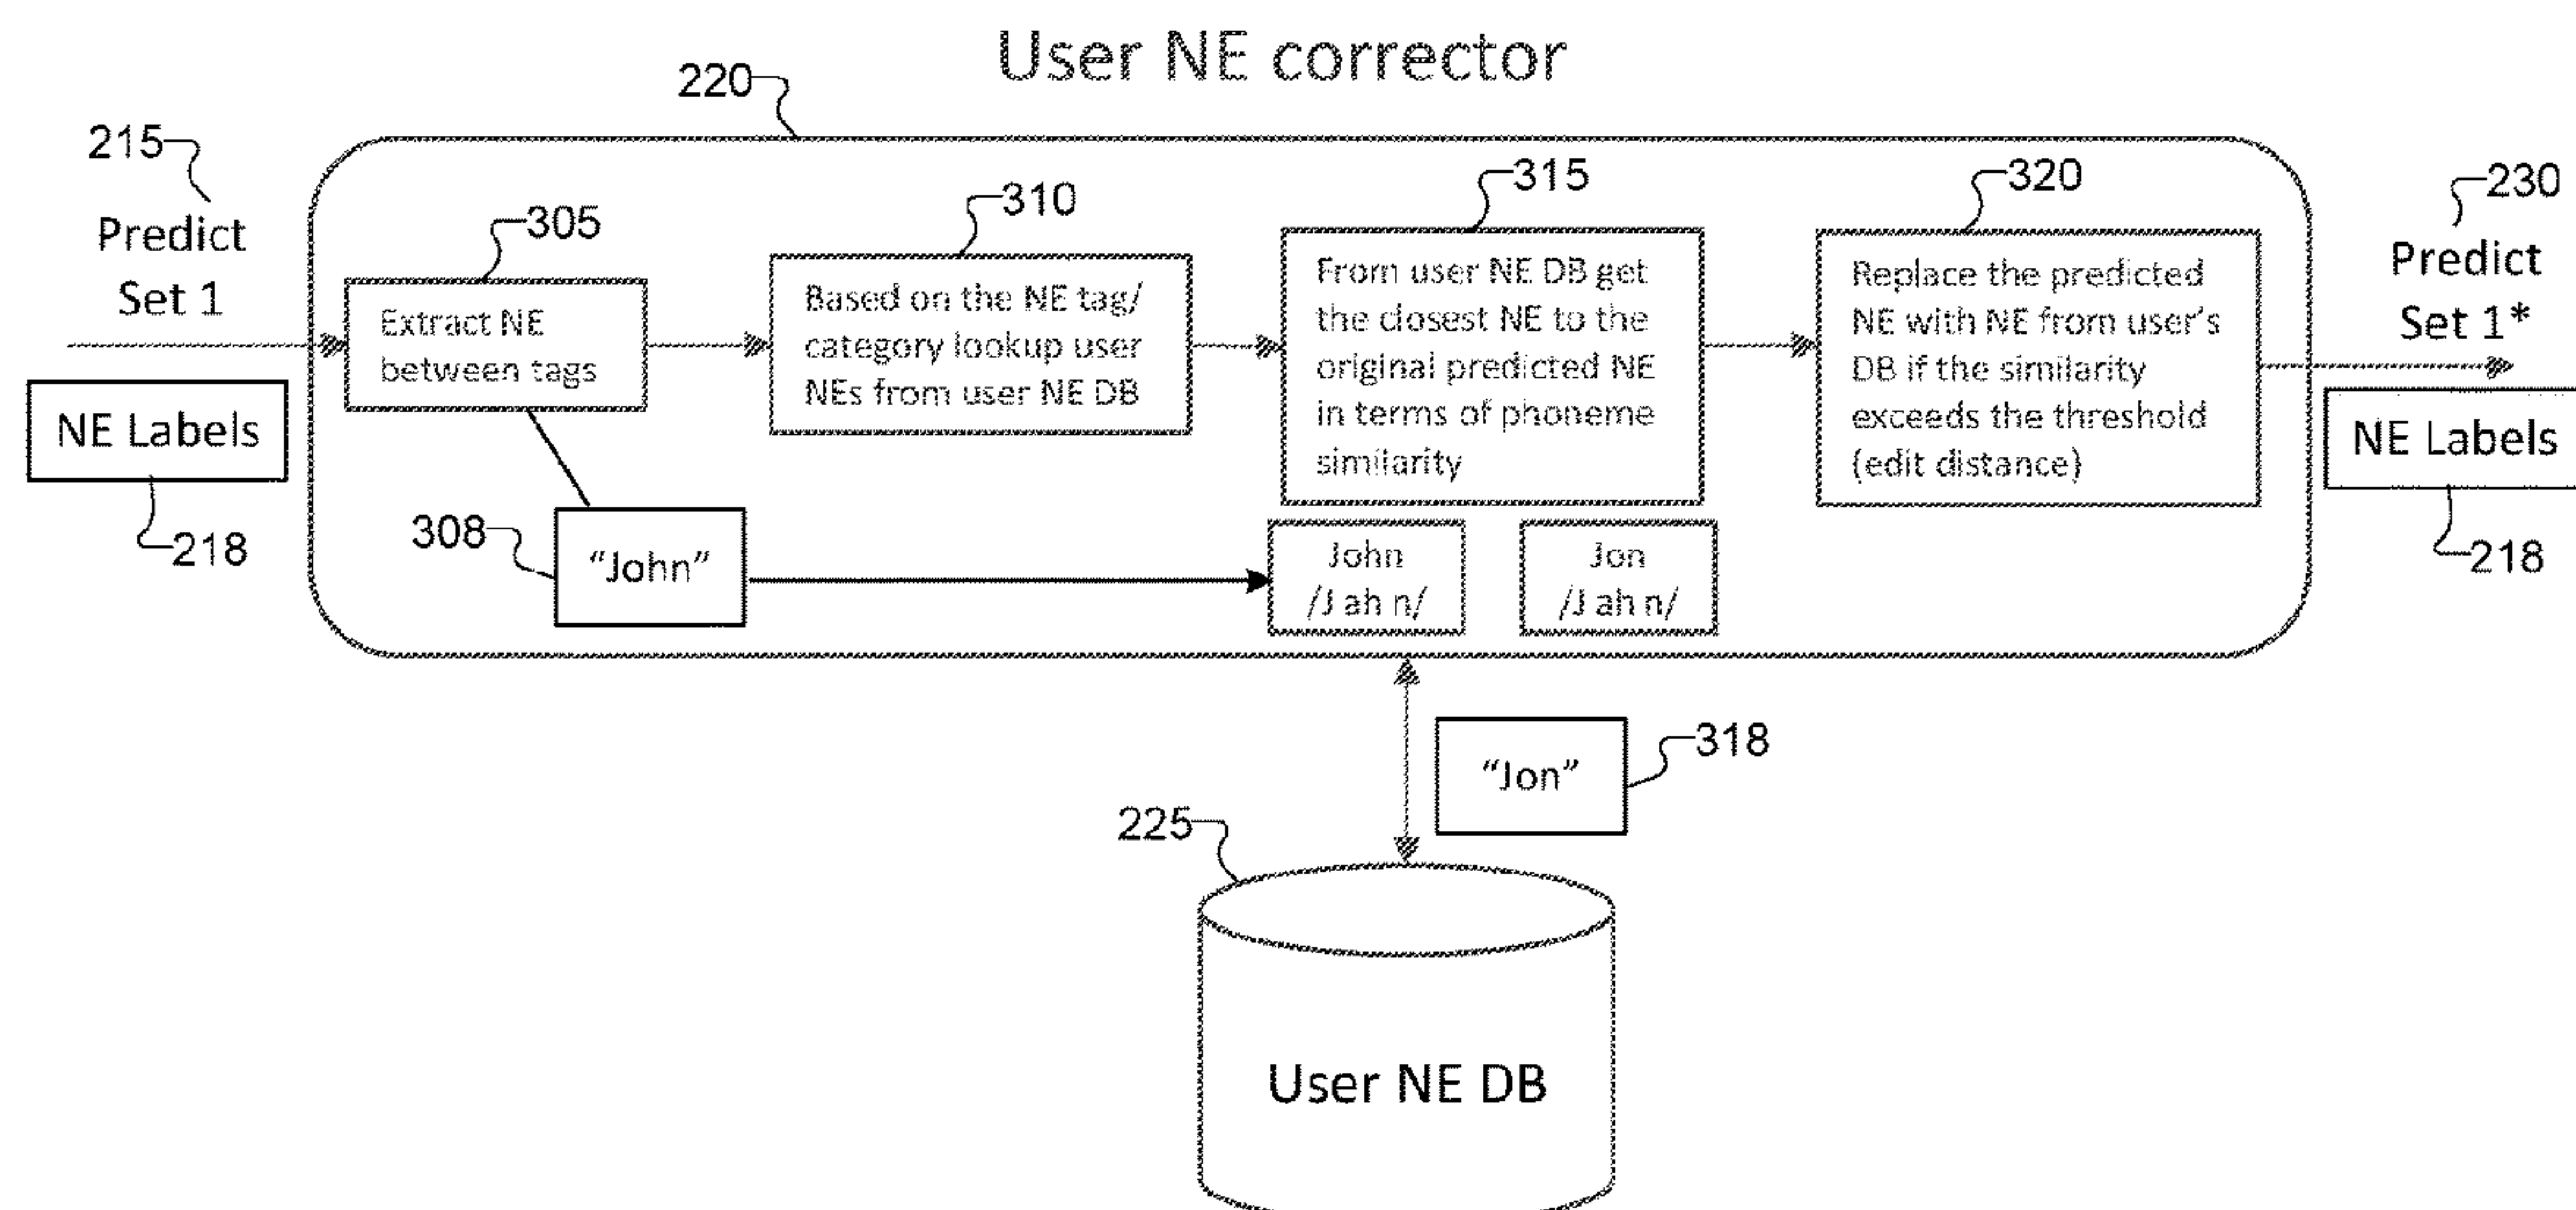 User NE corrector
220
215
Predict
Set 1
NE Labels
218
305
Extract NE
between tags
310
Based on the NE tag/
category lookup user
NEs from user NE DB
315
From user NE DB get
the closest NE to the
original predicted NE
in terms of phoneme
similarity
320
Replace the predicted
NE with NE from user's
DB if the similarity
exceeds the threshold
(edit distance)
230
Predict
Set 1*
NE Labels
218
308
“John”
John
/J ah n/
Jon
/J ah n/
“Jon”
318
225
User NE DB